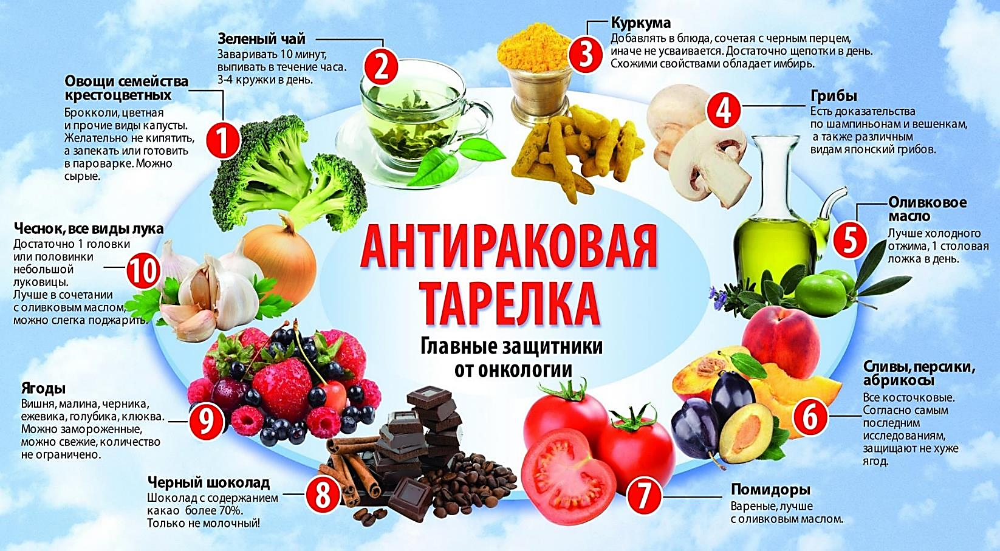 АНТИРАКОВАЯ
ТАРЕЛКА
Главные защитники
от онкологии
1
Овощи семейства
крестоцветных
Брокколи, цветная
и прочие виды капусты.
Желательно не кипятить,
а запекать или готовить
в пароварке. Можно
сырые.
2
Зеленый чай
Заваривать 10 минут,
выпивать в течение часа.
3-4 кружки в день.
3
Куркума
Добавлять в блюда, сочетая с черным перцем,
иначе не усваивается. Достаточно щепотки в день.
Схожими свойствами обладает имбирь.
4
Грибы
Есть доказательства
по шампиньонам и вешенкам,
а также различным
видам японский грибов.
5
Оливковое
масло
Лучше холодного
отжима, 1 столовая
ложка в день.
6
Сливы, персики,
абрикосы
Все косточковые.
Согласно самым
последним
исследованиям,
защищают не хуже
ягод.
7
Помидоры
Вареные, лучше
с оливковым маслом.
8
Черный шоколад
Шоколад с содержанием
какао более 70%.
Только не молочный!
9
Ягоды
Вишня, малина, черника,
ежевика, голубика, клюква.
Можно замороженные,
можно свежие, количество
не ограничено.
10
Чеснок, все виды лука
Достаточно 1 головки
или половинки
небольшой
луковицы.
Лучше в сочетании
с оливковым маслом,
можно слегка поджарить.